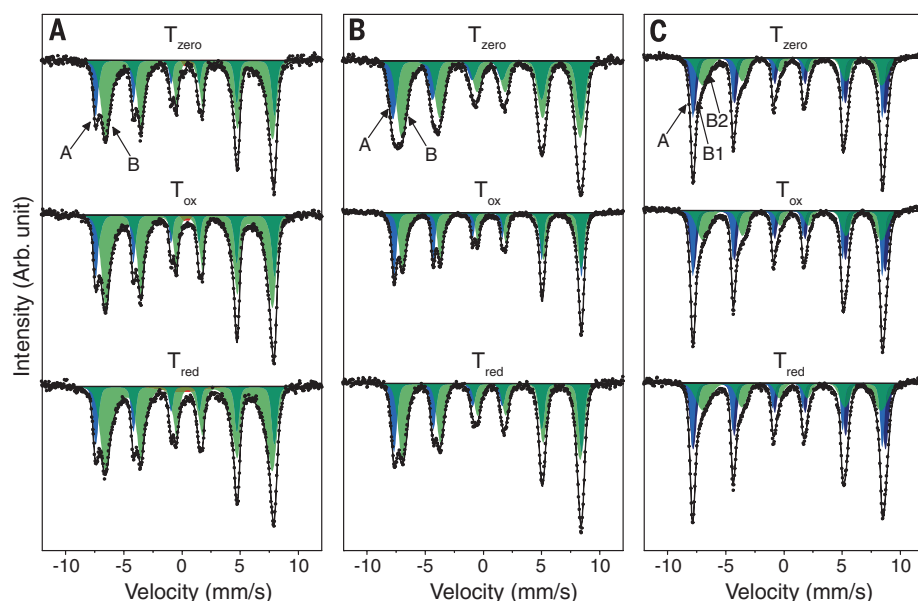 A
T_zero
A
B
T_ox
T_red
-10 -5 0 5 10
Velocity (mm/s)
B
T_zero
A
B
T_ox
T_red
-10 -5 0 5 10
Velocity (mm/s)
C
T_zero
A
B2
B1
T_ox
T_red
-10 -5 0 5 10
Velocity (mm/s)
Intensity (Arb. unit)